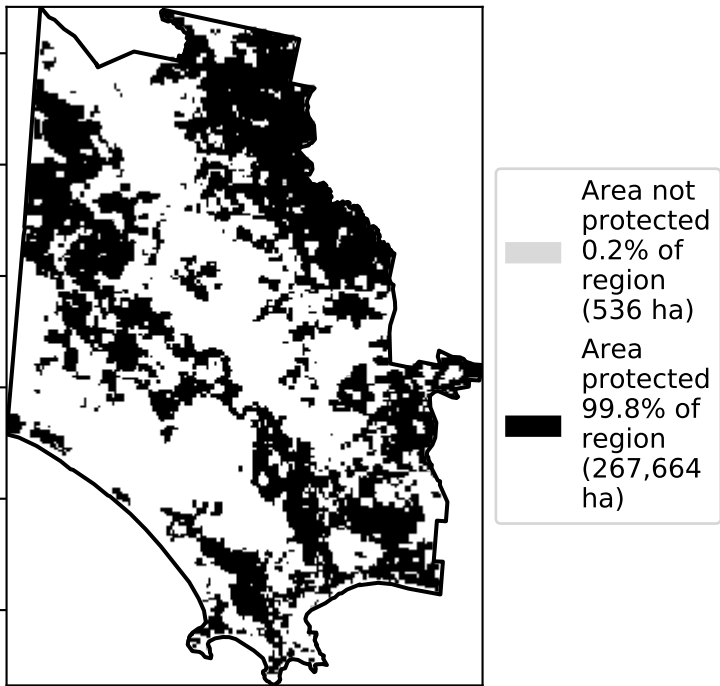 Area not
protected
0.2% of
region
(536 ha)
Area
protected
99.8% of
region
(267,664
ha)